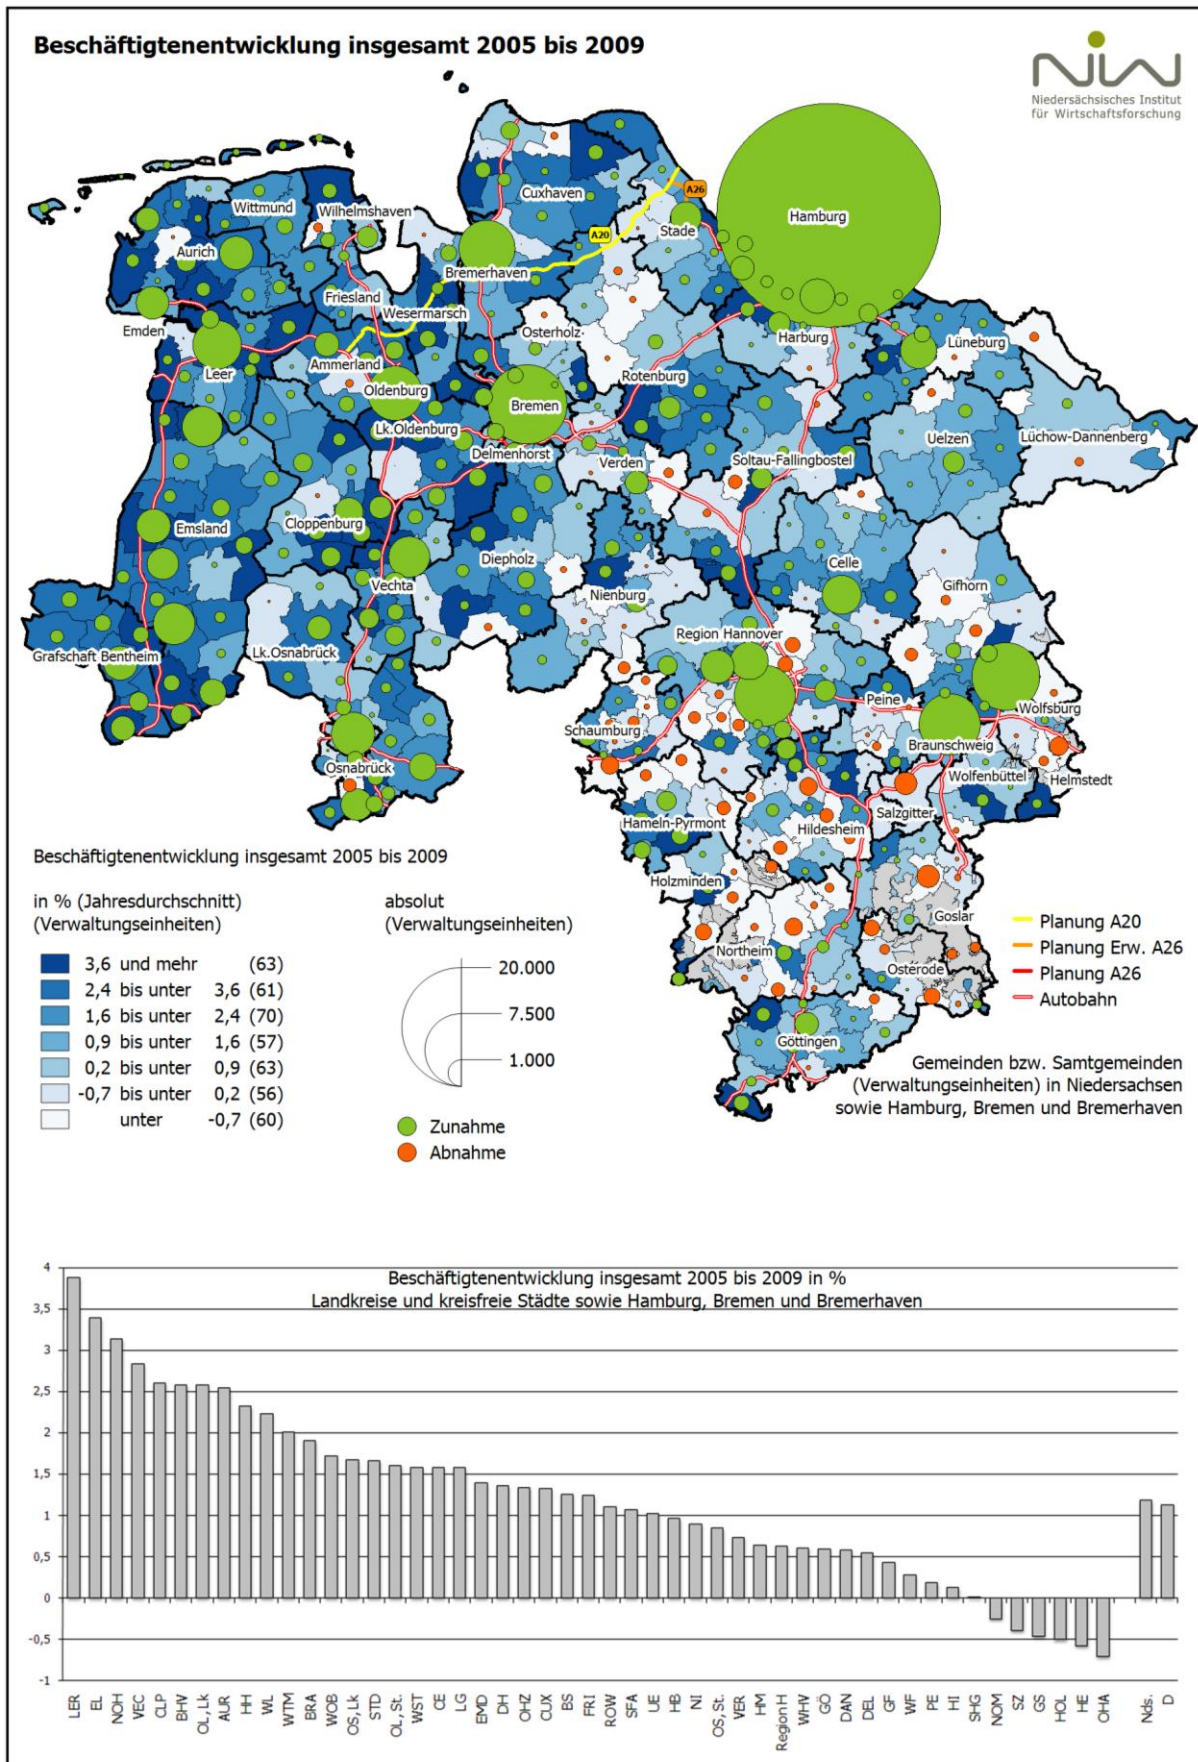 Beschäftigtenentwicklung insgesamt 2005 bis 2009
NIW
Niedersächsisches Institut
für Wirtschaftsforschung
Hamburg
A26
Cuxhaven
Stade
A20
Wittmund
Wilhelmshaven
Aurich
Bremerhaven
Friesland
Wesermarsch
Emden
Osterholz
Harburg
Lüneburg
Ammerland
Leer
Rotenburg
Oldenburg
Bremen
Lk.Oldenburg
Uelzen
Lüchow-Dannenberg
Delmenhorst
Verden
Soltau-Fallingbostel
Emsland
Cloppenburg
Diepholz
Celle
Vechta
Gifhorn
Nienburg
Region Hannover
Grafschaft Bentheim
Lk.Osnabrück
Peine
Wolfsburg
Schaumburg
Braunschweig
Osnabrück
Wolfenbüttel
Helmstedt
Salzgitter
Hameln-Pyrmont
Hildesheim
Holzminden
Goslar
Northeim
Osterode
Göttingen
Beschäftigtenentwicklung insgesamt 2005 bis 2009
in % (Jahresdurchschnitt)
(Verwaltungseinheiten)
3,6 und mehr (63)
2,4 bis unter 3,6 (61)
1,6 bis unter 2,4 (70)
0,9 bis unter 1,6 (57)
0,2 bis unter 0,9 (63)
-0,7 bis unter 0,2 (56)
unter -0,7 (60)
absolut
(Verwaltungseinheiten)
20.000
7.500
1.000
Zunahme
Abnahme
Planung A20
Planung Erw. A26
Planung A26
Autobahn
Gemeinden bzw. Samtgemeinden
(Verwaltungseinheiten) in Niedersachsen
sowie Hamburg, Bremen und Bremerhaven
Beschäftigtenentwicklung insgesamt 2005 bis 2009 in %
Landkreise und kreisfreie Städte sowie Hamburg, Bremen und Bremerhaven
4
3,5
3
2,5
2
1,5
1
0,5
0
-0,5
-1
LER
EL
NOH
VEC
CLP
BHV
OL, Lk
AUR
HH
WL
WTM
BRA
WOB
OS, Lk
STD
OL, St.
WST
CE
LG
EMD
DH
OHZ
CUX
BS
FRI
ROW
SFA
UE
HB
NI
OS, St.
VER
HM
Region H
WHV
GÖ
DAN
DEL
GF
WF
PE
HI
SHG
NOM
SZ
GS
HOL
HE
OHA
Nds.
D